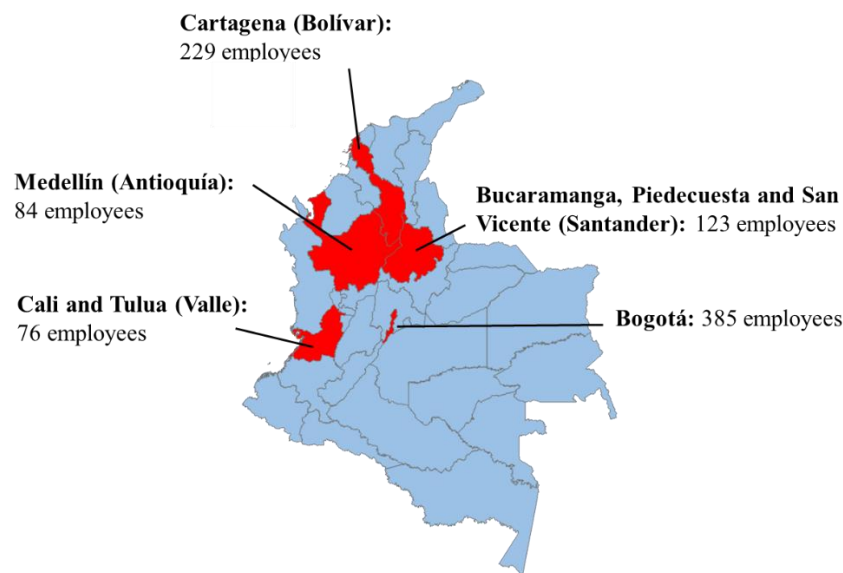 Cartagena (Bolívar):
229 employees
Medellín (Antioquía):
84 employees
Bucaramanga, Piedecuesta and San
Vicente (Santander): 123 employees
Cali and Tulua (Valle):
76 employees
Bogotá: 385 employees